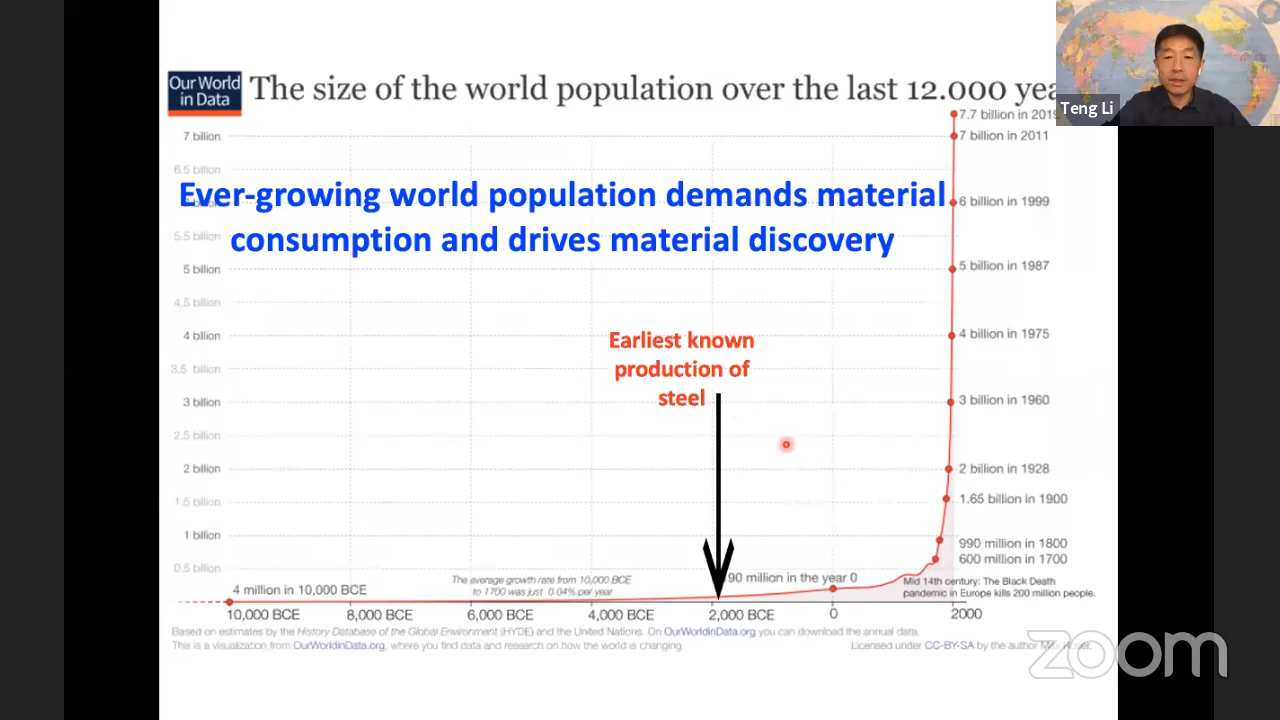 Our World
in Data
The size of the world population over the last 12.000
Teng Li
7.7 billion in 2019
7 billion
7 billion in 2011
6.5 billion
Ever-growing world population demands material
6 billion in 1999
consumption and drives material discovery
5.5 billion
5 billion
5 billion in 1987
4.5 billion
4 billion
4 billion in 1975
Earliest known
production of
steel
3.5 billion
3 billion
3 billion in 1960
2.5 billion
2 billion
2 billion in 1928
1.5 billion
1.65 billion in 1900
1 billion
990 million in 1800
600 million in 1700
0.5 billion
4 million in 10,000 BCE
The average growth rate from 10,000 BCE
to 1700 was just 0.04% per year
90 million in the year 0
Mid 14th century: The Black Death
pandemic in Europe kills 200 million people.
10,000 BCE
8,000 BCE
6,000 BCE
4,000 BCE
2,000 BCE
0
2000
Based on estimates by the History Database of the Global Environment (HYDE) and the United Nations. On OurWorldinData.org you can download the annual data.
This is a visualization from OurWorldinData.org, where you find data and research on how the world is changing.
Licensed under CC-BY-SA by the author
zoom